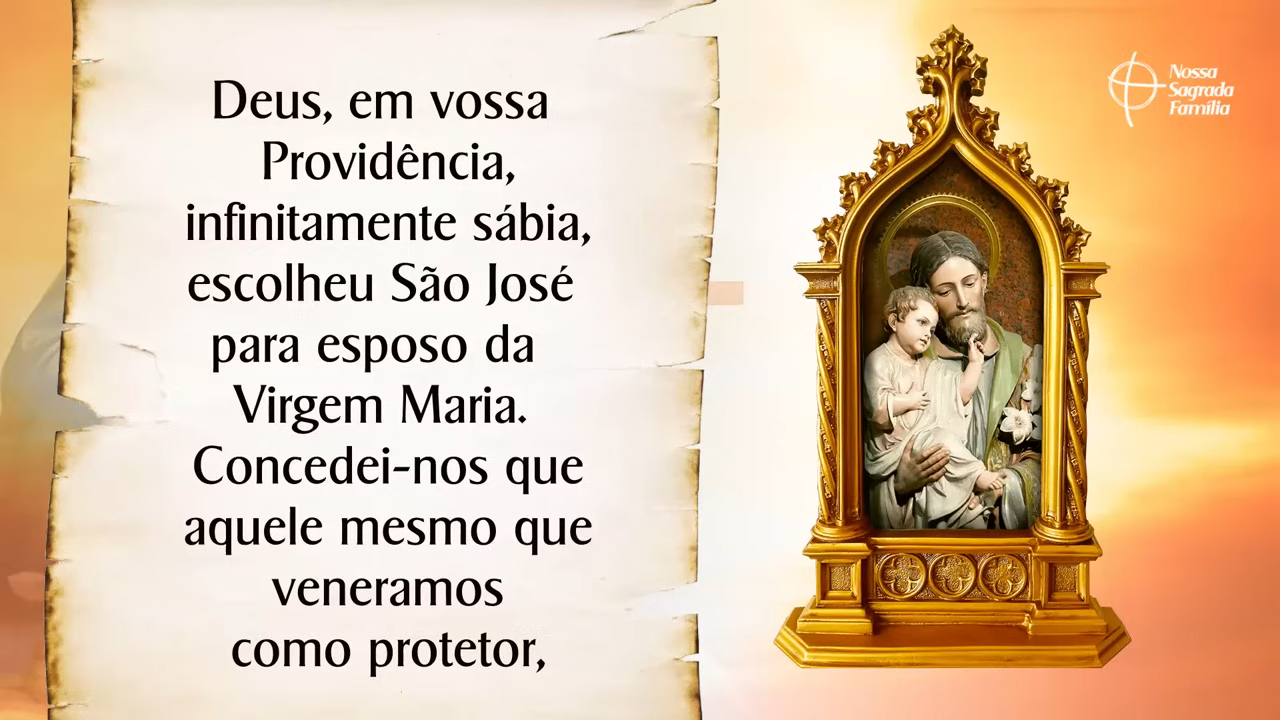 Deus, em vossa
Providência,
infinitamente sábia,
escolheu São José
para esposo da
Virgem Maria.
Concedei-nos que
aquele mesmo que
veneramos
como protetor,
Nossa
Sagrada
Família